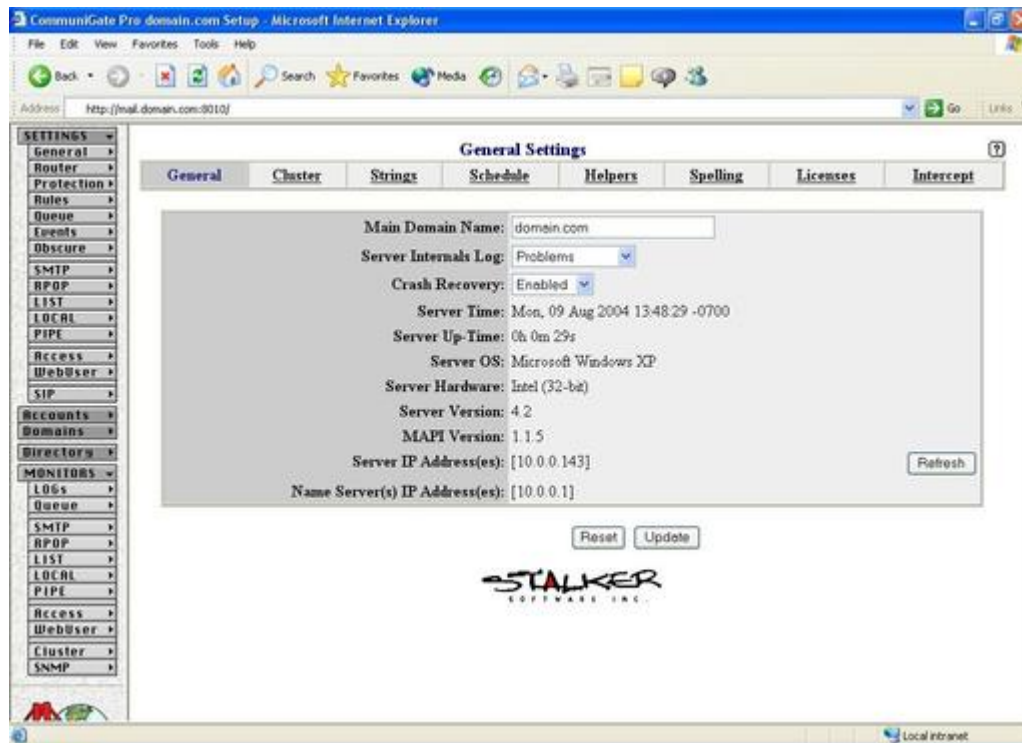 CommuniGate Pro domain.com Setup - Microsoft Internet Explorer
File Edit View Favorites Tools Help
Back Search Favorites Media
Address http://mail.domain.com:8010/ Go Links
SETTINGS
General
Router
Protection
Rules
Queue
Events
Obscure
SMTP
RPOP
LIST
LOCAL
PIPE
Access
WebUser
SIP
Accounts
Domains
Directory
MONITORS
LOGs
Queue
SMTP
RPOP
LIST
LOCAL
PIPE
Access
WebUser
Cluster
SNMP
General Settings ?
General Cluster Strings Schedule Helpers Spelling Licenses Intercept
Main Domain Name: domain.com
Server Internals Log: Problems
Crash Recovery: Enabled
Server Time: Mon, 09 Aug 2004 13:48:29 -0700
Server Up-Time: 0h 0m 29s
Server OS: Microsoft Windows XP
Server Hardware: Intel (32-bit)
Server Version: 4.2
MAPI Version: 1.1.5
Server IP Address(es): [10.0.0.143] Refresh
Name Server(s) IP Address(es): [10.0.0.1]
Reset Update
STALKER
SOFTWARE INC.
Local intranet